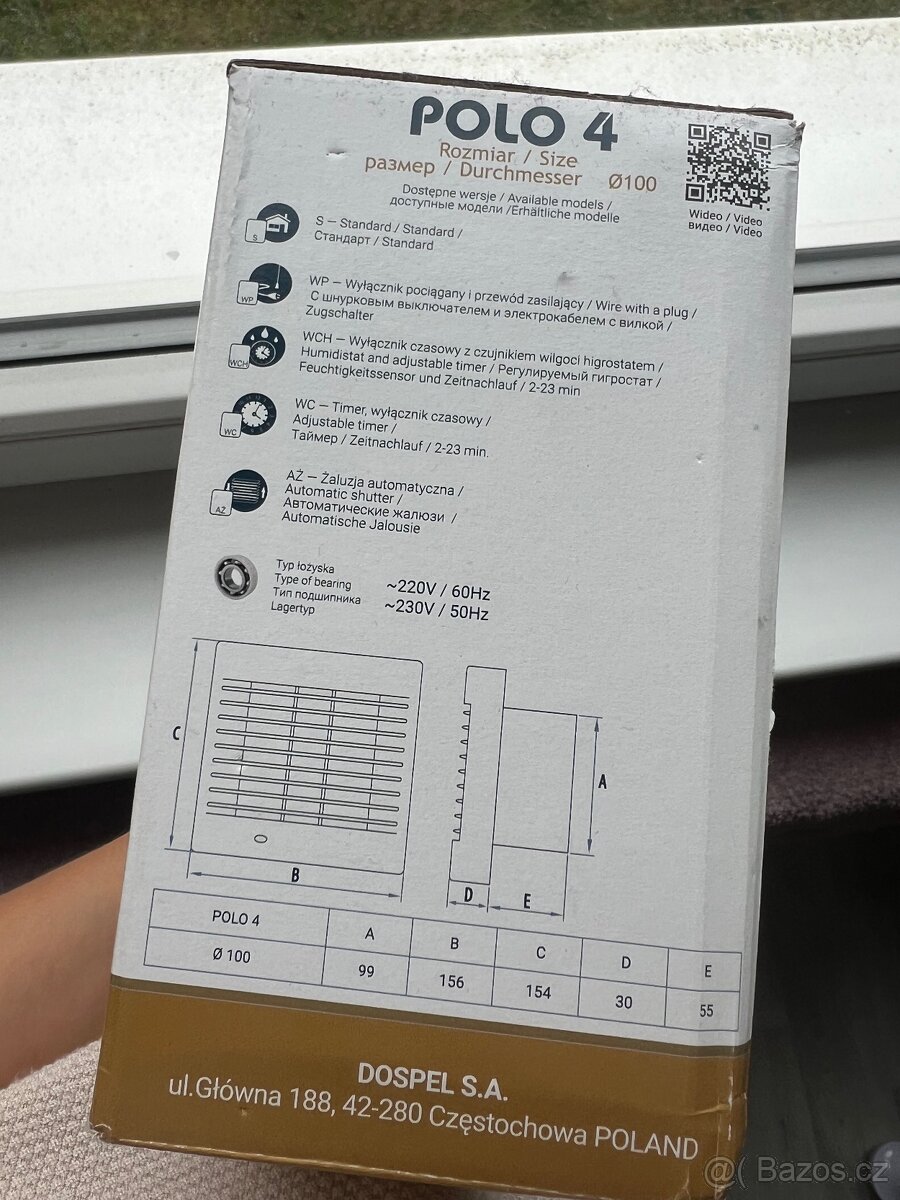 POLO 4
Rozmiar / Size
размер / Durchmesser Ø100
Dostępne wersje / Available models /
доступные модели /Erhältliche modelle
Wideo / Video
видео / Video
S
S – Standard / Standard /
Стандарт / Standard
WP
WP – Wyłącznik pociągany i przewód zasilający / Wire with a plug /
С шнурковым выключателем и электрокабелем с вилкой /
Zugschalter
WCH
WCH – Wyłącznik czasowy z czujnikiem wilgoci higrostatem /
Humidistat and adjustable timer / Регулируемый гигростат /
Feuchtigkeitssensor und Zeitnachlauf / 2-23 min
WC
WC – Timer, wyłącznik czasowy /
Adjustable timer /
Таймер / Zeitnachlauf / 2-23 min.
AŻ
AŻ – Żaluzja automatyczna /
Automatic shutter /
Автоматические жалюзи /
Automatische Jalousie
Typ łożyska
Type of bearing
Тип подшипника
Lagertyp
~220V / 60Hz
~230V / 50Hz
C
B
A
D
E
POLO 4 A B C D E
Ø 100 99 156 154 30 55
DOSPEL S.A.
ul.Główna 188, 42-280 Częstochowa POLAND
@( Bazos.cz